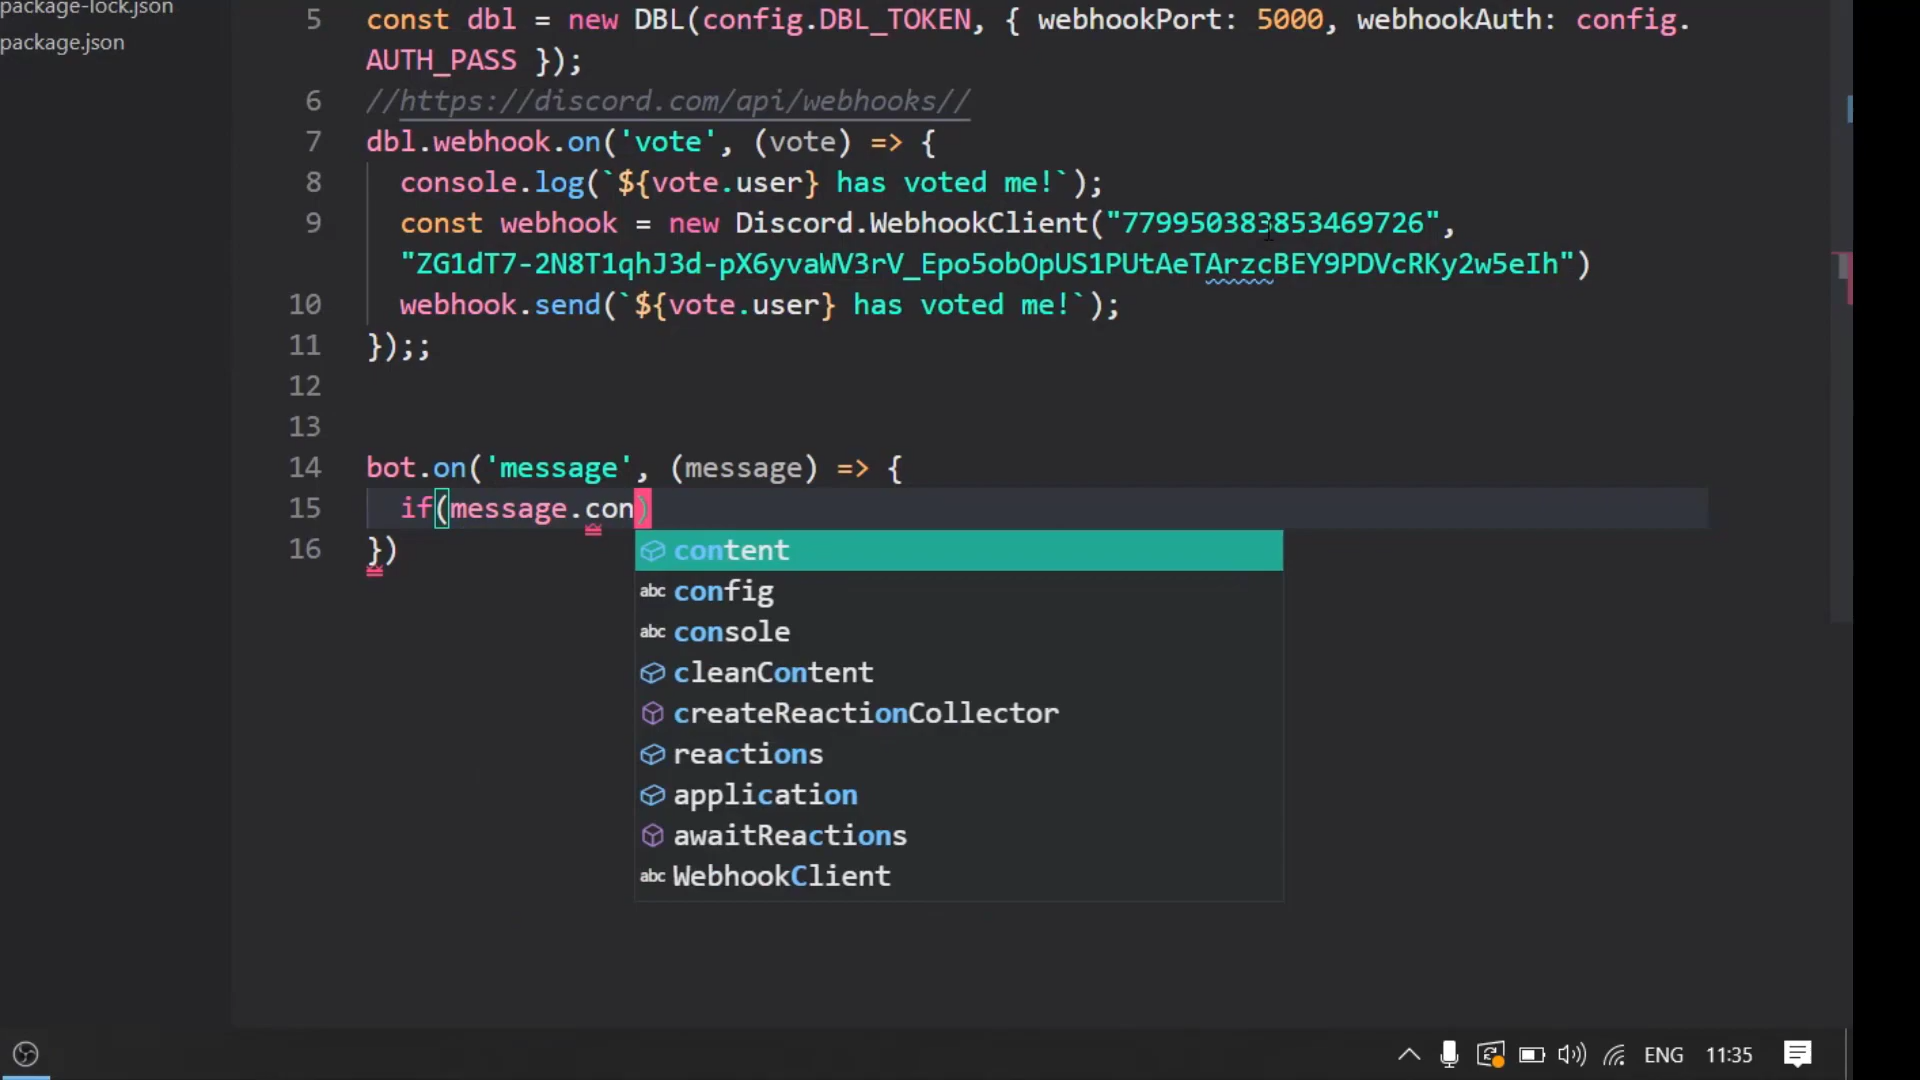 package-lock.json
package.json
5 const dbl = new DBL(config.DBL_TOKEN, { webhookPort: 5000, webhookAuth: config.
AUTH_PASS });
6 //https://discord.com/api/webhooks//
7 dbl.webhook.on('vote', (vote) => {
8 console.log(`${vote.user} has voted me!`);
9 const webhook = new Discord.WebhookClient("779950383853469726",
"ZG1dT7-2N8T1qhJ3d-pX6yvaWV3rV_Epo5obOpUS1PUtAeTArzcBEY9PDVcRKy2w5eIh")
10 webhook.send(`${vote.user} has voted me!`);
11 });;
12
13
14 bot.on('message', (message) => {
15 if(message.con)
16 })
content
abc config
abc console
cleanContent
createReactionCollector
reactions
application
awaitReactions
abc WebhookClient
ENG 11:35